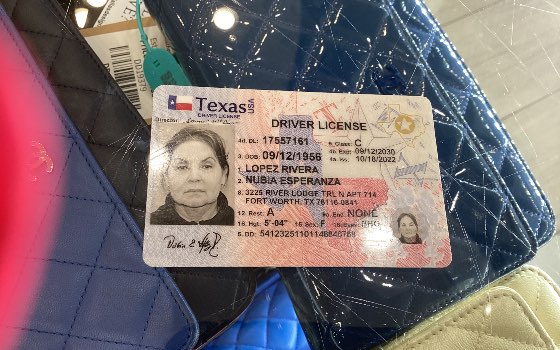 Texas
USA
DRIVER LICENSE
Director
DRIVER LICENSE
4d. DL: 17557161 9. Class: C
4b. Exp: 09/12/2030
3. DOB: 09/12/1956 4a. Iss: 10/18/2022
1. LOPEZ RIVERA
2. NUBIA ESPERANZA
8. 3225 RIVER LODGE TRL N APT 714
FORT WORTH, TX 76116-0841
12. Rest: A 9a. End: NONE
16. Hgt: 5'-04" 15. Sex: F 18. Eyes: BRO
5. DD: